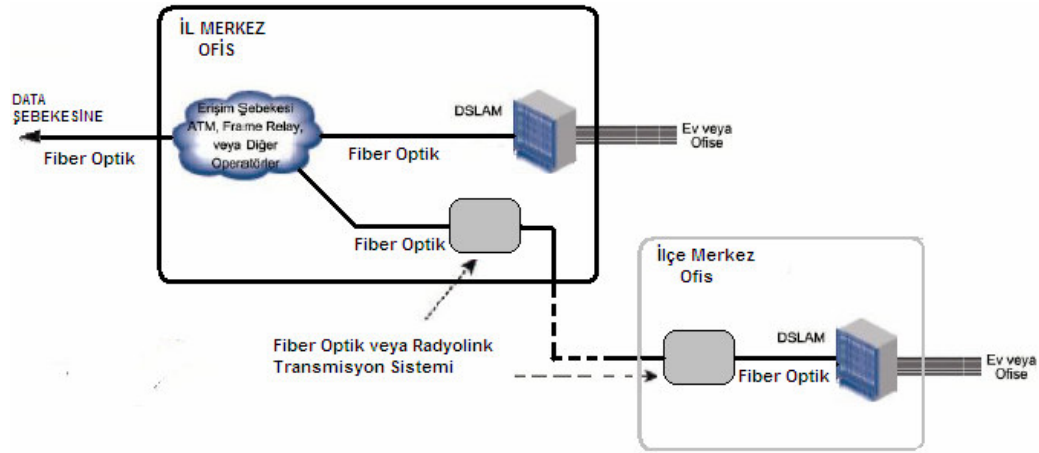 İL MERKEZ
OFİS
DATA
ŞEBEKESİNE
Fiber Optik
Erişim Şebekesi
ATM, Frame Relay,
veya Diğer
Operatörler
DSLAM
Fiber Optik
Ev veya
Ofise
Fiber Optik
İlçe Merkez
Ofis
Fiber Optik veya Radyolink
Transmisyon Sistemi
DSLAM
Fiber Optik
Ev veya
Ofise